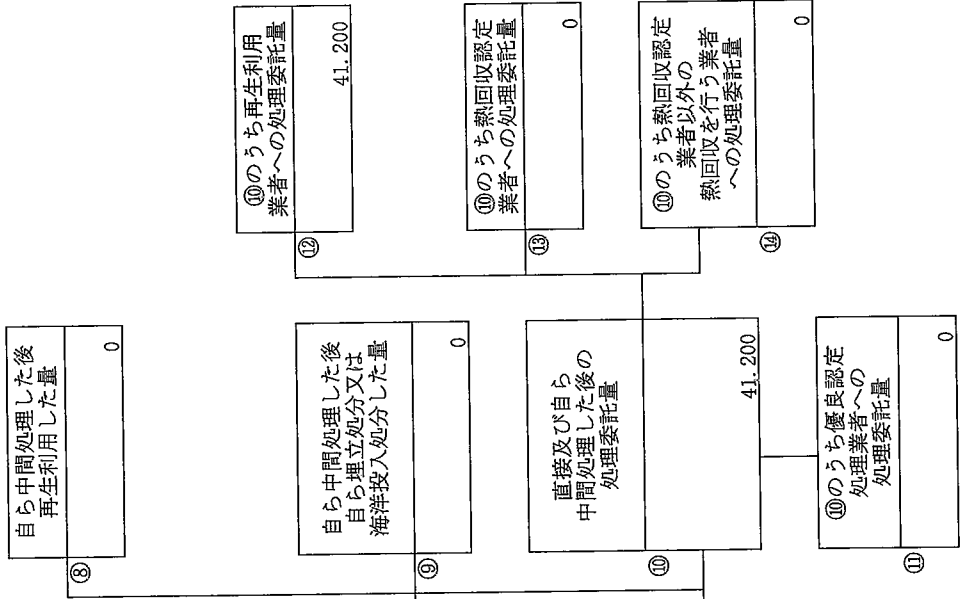 ⑧
自ら中間処理した後
再生利用した量
0
⑨
自ら中間処理した後
自ら埋立処分又は
海洋投入処分した量
0
⑩
直接及び自ら
中間処理した後の
処理委託量
41.200
⑪
⑩のうち優良認定
処理業者への
処理委託量
0
⑫
⑩のうち再生利用
業者への処理委託量
41.200
⑬
⑩のうち熱回収認定
業者への処理委託量
0
⑭
⑩のうち熱回収認定
業者以外の
熱回収を行う業者
への処理委託量
0